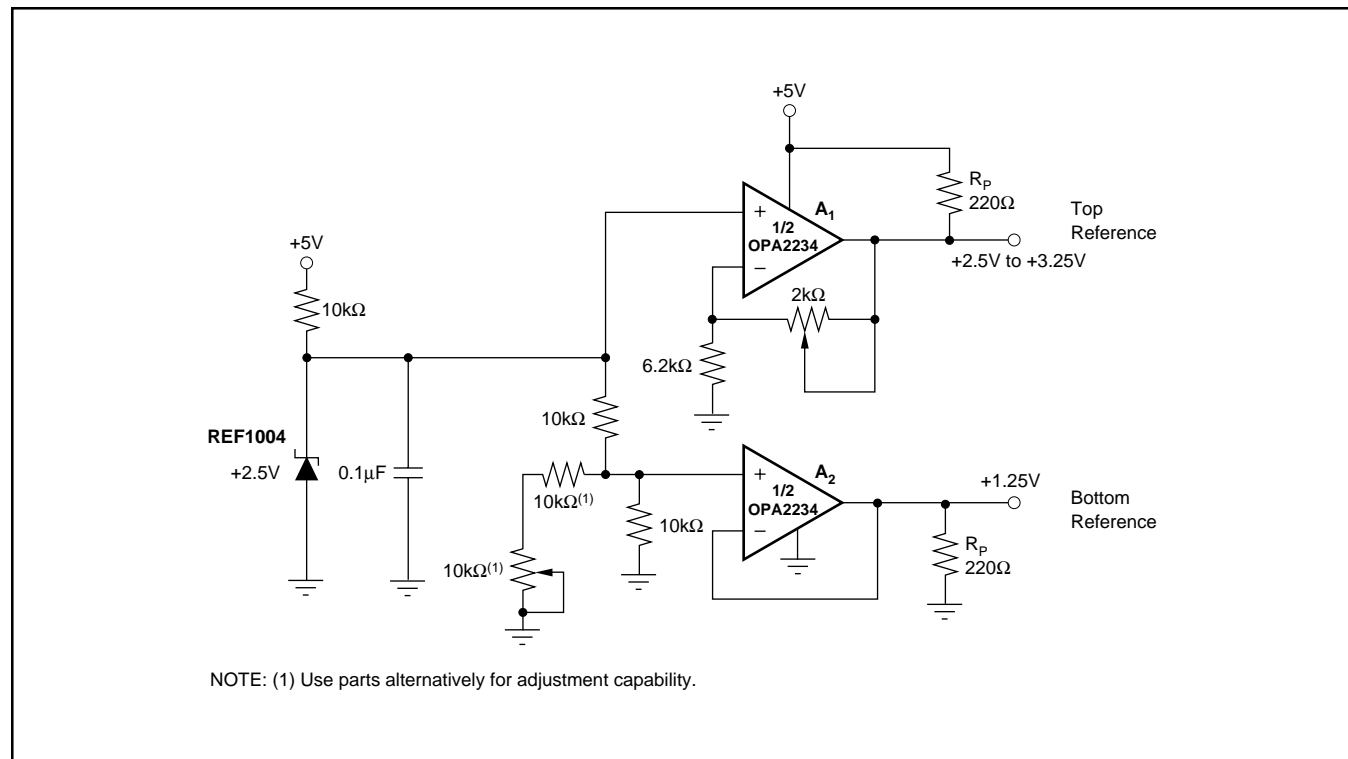 +5V
R_P
220Ω
Top
Reference
+
A₁
1/2
OPA2234
−
+2.5V to +3.25V
+5V
10kΩ
2kΩ
6.2kΩ
10kΩ
REF1004
+2.5V
0.1µF
10kΩ(1)
10kΩ
10kΩ(1)
+
A₂
1/2
OPA2234
−
+1.25V
Bottom
Reference
R_P
220Ω
NOTE: (1) Use parts alternatively for adjustment capability.